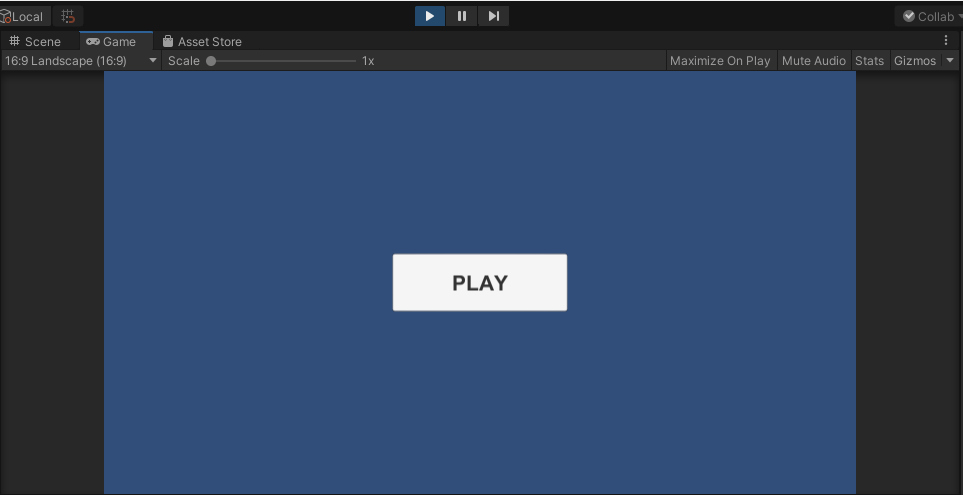 Local Collab
Scene Game Asset Store
16:9 Landscape (16:9) Scale 1x Maximize On Play Mute Audio Stats Gizmos
PLAY